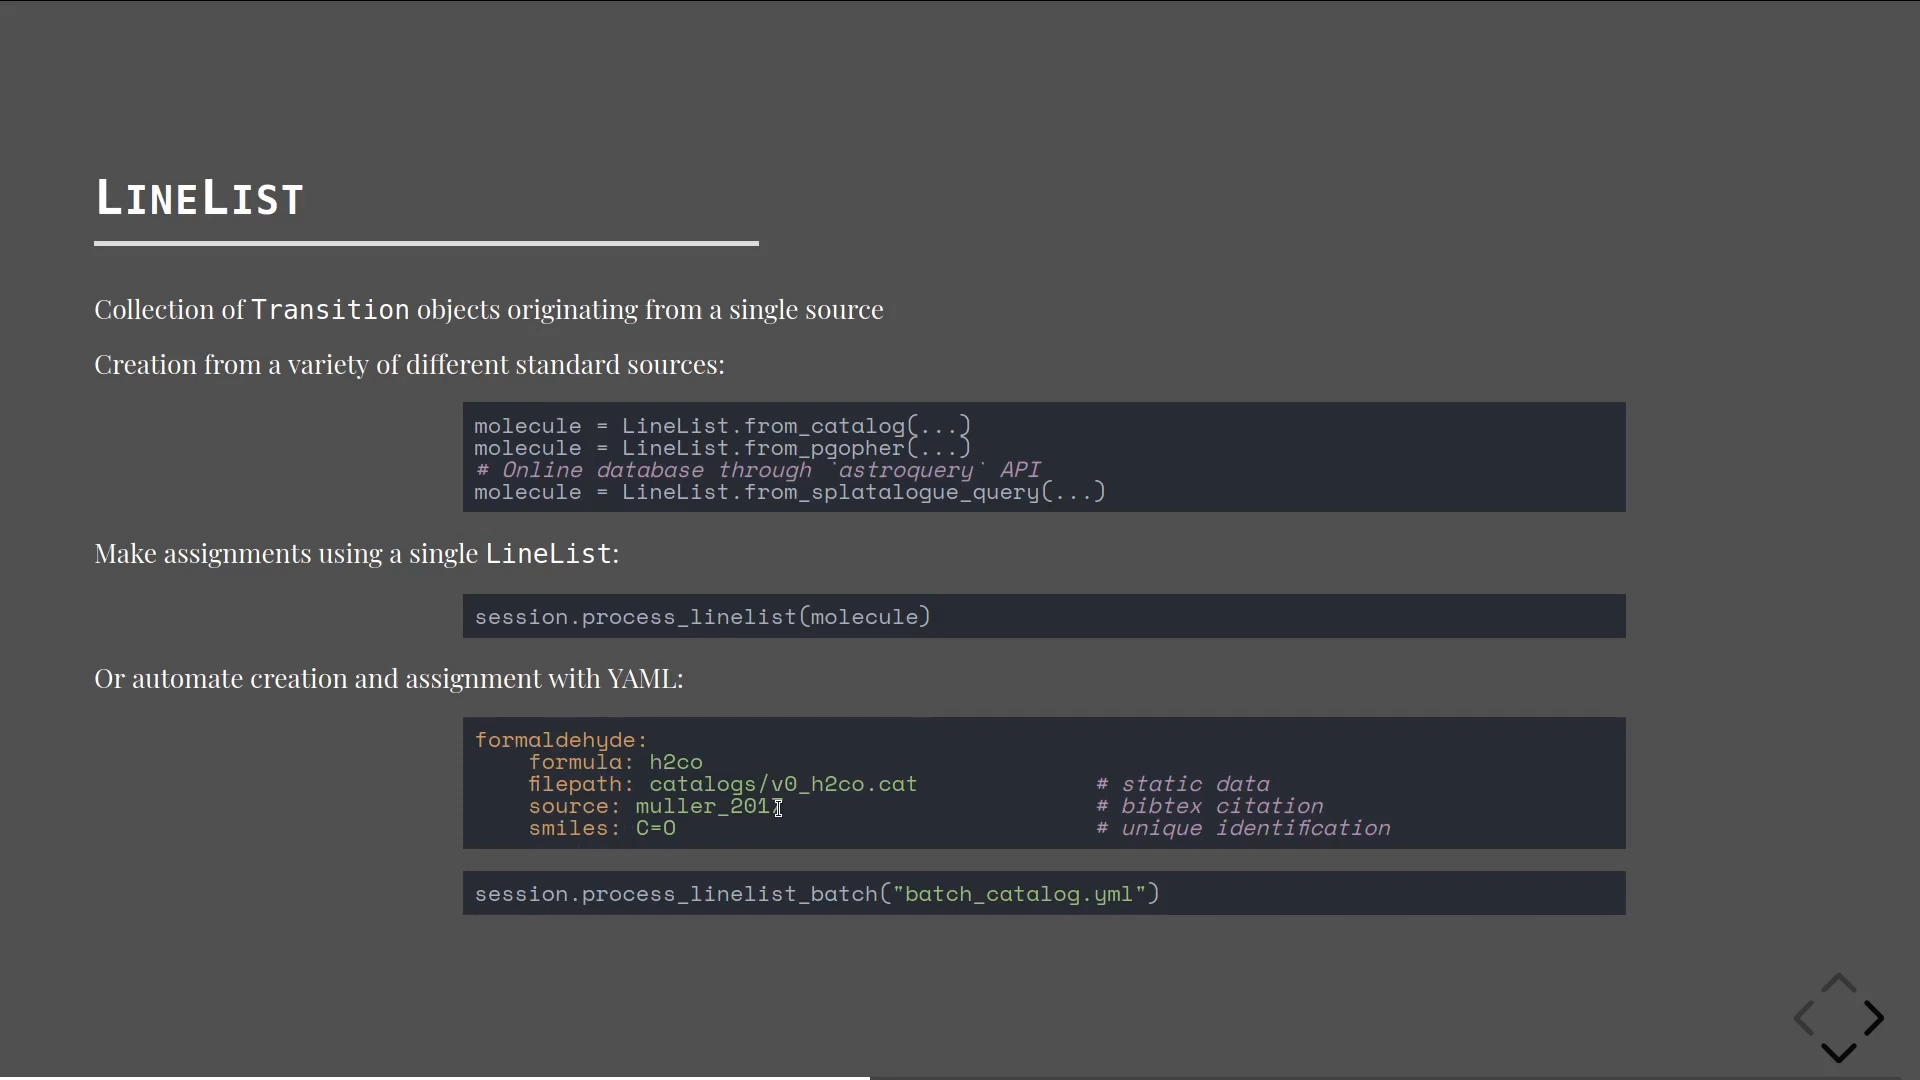 LINELIST
Collection of Transition objects originating from a single source
Creation from a variety of different standard sources:
molecule = LineList.from_catalog(...)
molecule = LineList.from_pgopher(...)
# Online database through `astroquery` API
molecule = LineList.from_splatalogue_query(...)
Make assignments using a single LineList:
session.process_linelist(molecule)
Or automate creation and assignment with YAML:
formaldehyde:
formula: h2co
filepath: catalogs/v0_h2co.cat # static data
source: muller_2017 # bibtex citation
smiles: C=O # unique identification
session.process_linelist_batch("batch_catalog.yml")